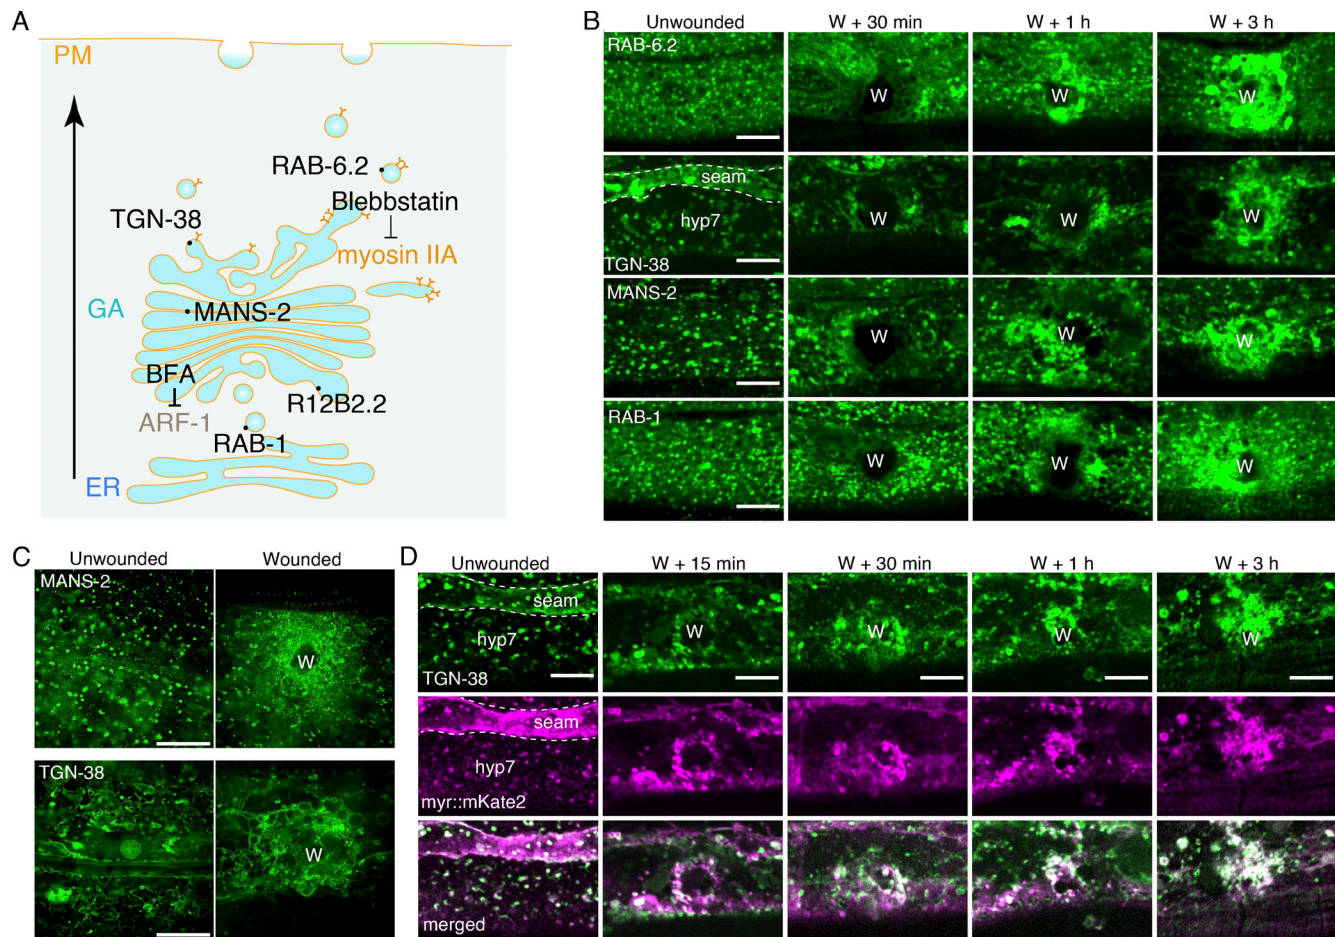 A
PM
RAB-6.2
Blebbstatin
TGN-38
myosin IIA
GA
MANS-2
BFA
R12B2.2
ARF-1
RAB-1
ER
B
Unwounded W + 30 min W + 1 h W + 3 h
RAB-6.2
W W W
seam
hyp7
W W W
TGN-38
MANS-2
W W W
RAB-1
W W W
C
Unwounded Wounded
MANS-2
W
TGN-38
W
D
Unwounded W + 15 min W + 30 min W + 1 h W + 3 h
seam
hyp7
W W W W
TGN-38
seam
hyp7
myr::mKate2
merged